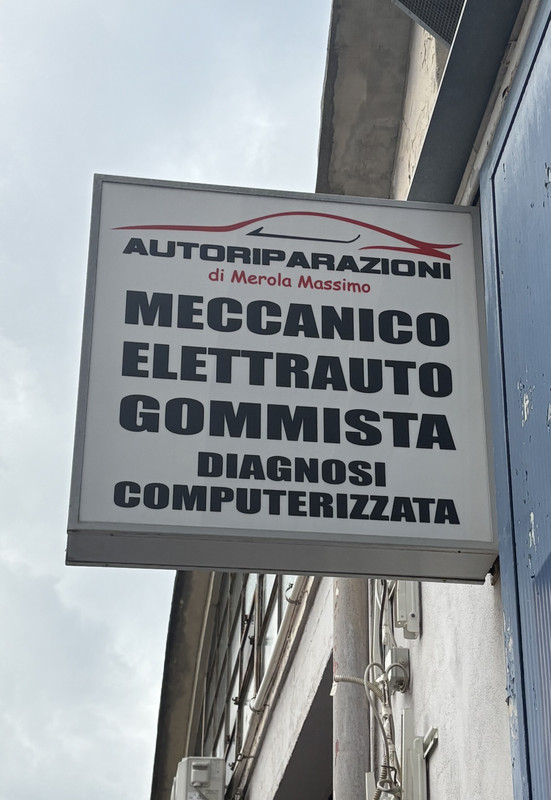 AUTORIPARAZIONI
di Merola Massimo
MECCANICO
ELETTRAUTO
GOMMISTA
DIAGNOSI
COMPUTERIZZATA